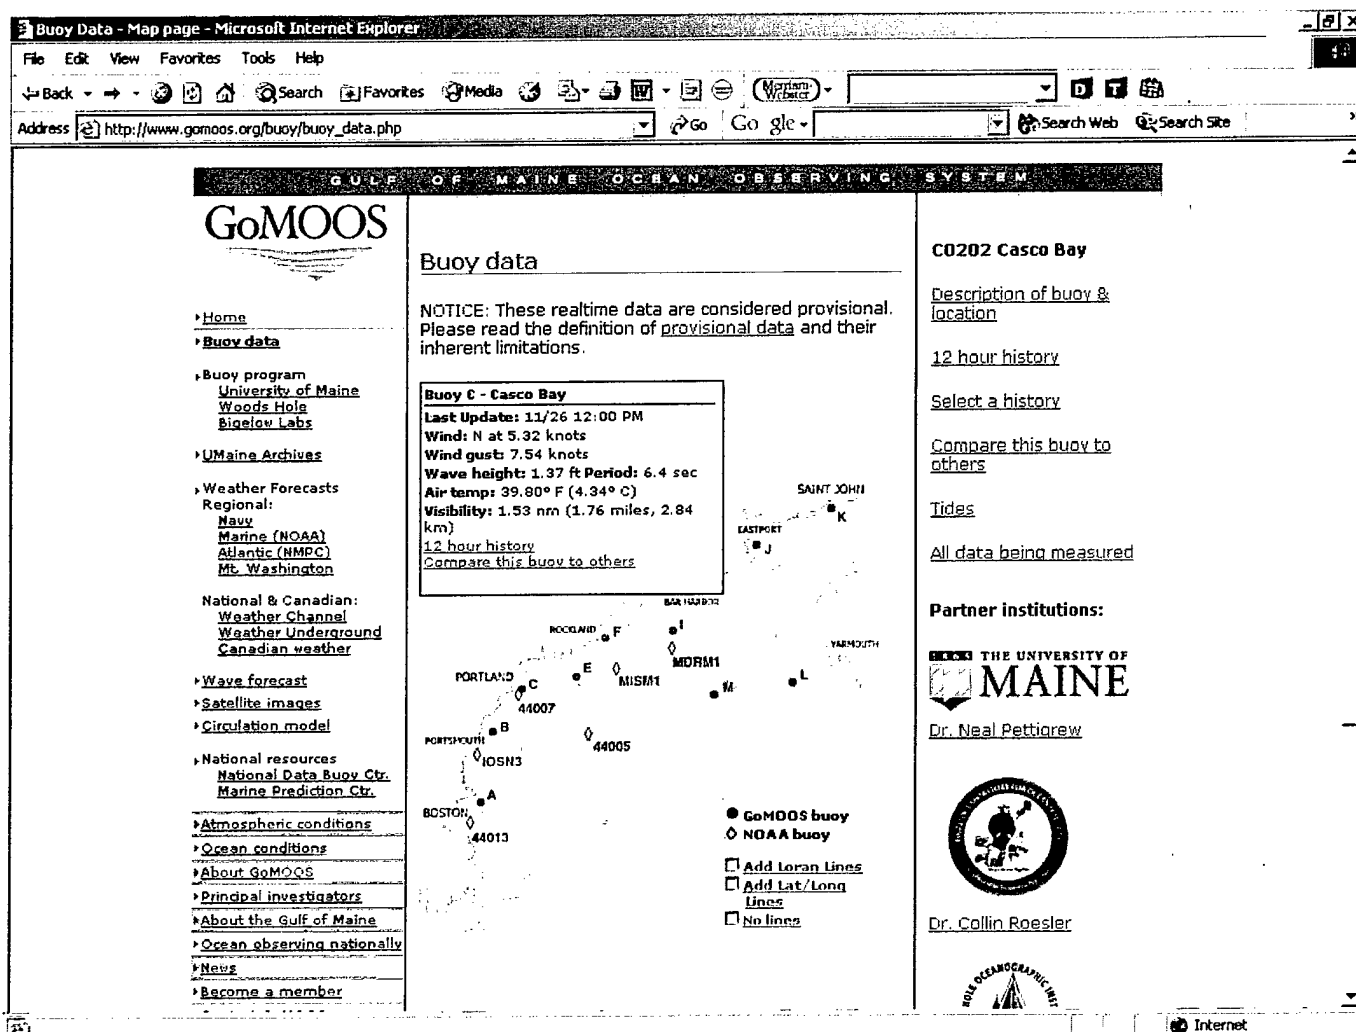 Buoy Data - Map page - Microsoft Internet Explorer
File Edit View Favorites Tools Help
Back Search Favorites Media Merriam-Webster
Address http://www.gomoos.org/buoy/buoy_data.php Go Google Search Web Search Site
GULF OF MAINE OCEAN OBSERVING SYSTEM
GoMOOS
Home
Buoy data
Buoy program
University of Maine
Woods Hole
Bigelow Labs
UMaine Archives
Weather Forecasts
Regional:
Navy
Marine (NOAA)
Atlantic (NMPC)
Mt. Washington
National & Canadian:
Weather Channel
Weather Underground
Canadian weather
Wave forecast
Satellite images
Circulation model
National resources
National Data Buoy Ctr.
Marine Prediction Ctr.
Atmospheric conditions
Ocean conditions
About GoMOOS
Principal investigators
About the Gulf of Maine
Ocean observing nationally
News
Become a member
Buoy data
NOTICE: These realtime data are considered provisional.
Please read the definition of provisional data and their
inherent limitations.
Buoy C - Casco Bay
Last Update: 11/26 12:00 PM
Wind: N at 5.32 knots
Wind gust: 7.54 knots
Wave height: 1.37 ft Period: 6.4 sec
Air temp: 39.80° F (4.34° C)
Visibility: 1.53 nm (1.76 miles, 2.84
km)
12 hour history
Compare this buoy to others
SAINT JOHN
K
EASTPORT
J
BAR HARBOR
I
ROCKLAND F
MDRM1
YARMOUTH
PORTLAND C
E
MISM1
M
L
44007
B
PORTSMOUTH
44005
IOSN3
A
BOSTON
44013
GoMOOS buoy
NOAA buoy
Add Loran Lines
Add Lat/Long
Lines
No lines
C0202 Casco Bay
Description of buoy &
location
12 hour history
Select a history
Compare this buoy to
others
Tides
All data being measured
Partner institutions:
THE UNIVERSITY OF
MAINE
Dr. Neal Pettigrew
Dr. Collin Roesler
HOLE OCEANOGRAPHIC INST
Internet